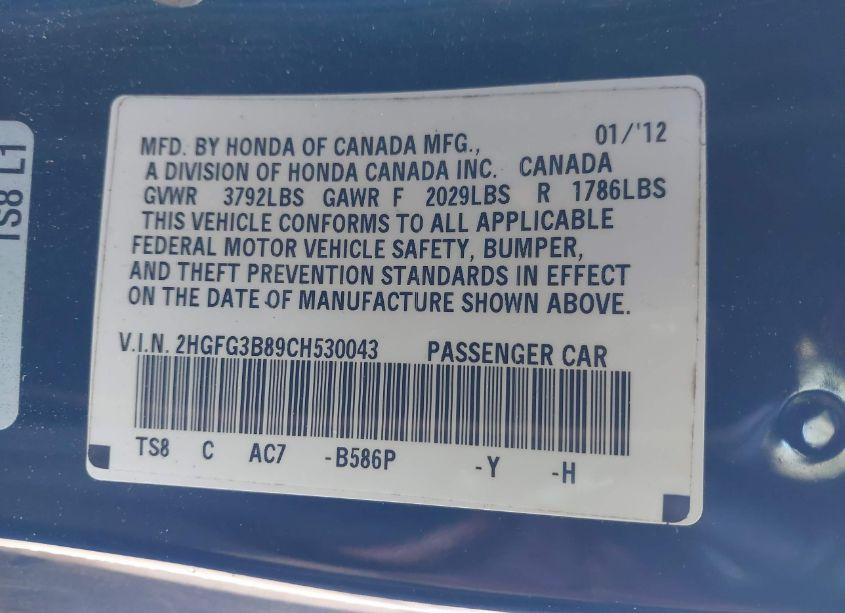 TS8 L1
MFD. BY HONDA OF CANADA MFG., 01/'12
A DIVISION OF HONDA CANADA INC. CANADA
GVWR 3792LBS GAWR F 2029LBS R 1786LBS
THIS VEHICLE CONFORMS TO ALL APPLICABLE
FEDERAL MOTOR VEHICLE SAFETY, BUMPER,
AND THEFT PREVENTION STANDARDS IN EFFECT
ON THE DATE OF MANUFACTURE SHOWN ABOVE.
V.I.N. 2HGFG3B89CH530043 PASSENGER CAR
TS8 C AC7 -B586P -Y -H